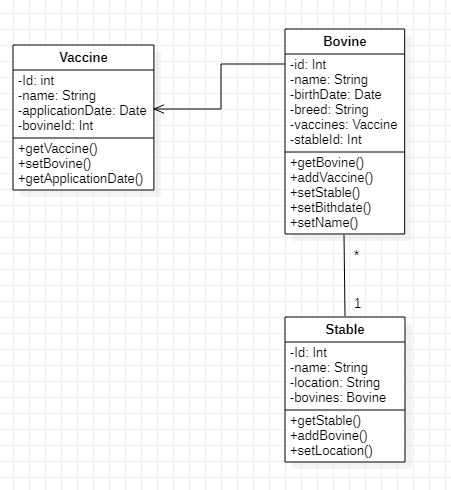 Vaccine
-Id: int
-name: String
-applicationDate: Date
-bovineId: Int
+getVaccine()
+setBovine()
+getApplicationDate()
Bovine
-id: Int
-name: String
-birthDate: Date
-breed: String
-vaccines: Vaccine
-stableId: Int
+getBovine()
+addVaccine()
+setStable()
+setBithdate()
+setName()
*
1
Stable
-Id: Int
-name: String
-location: String
-bovines: Bovine
+getStable()
+addBovine()
+setLocation()